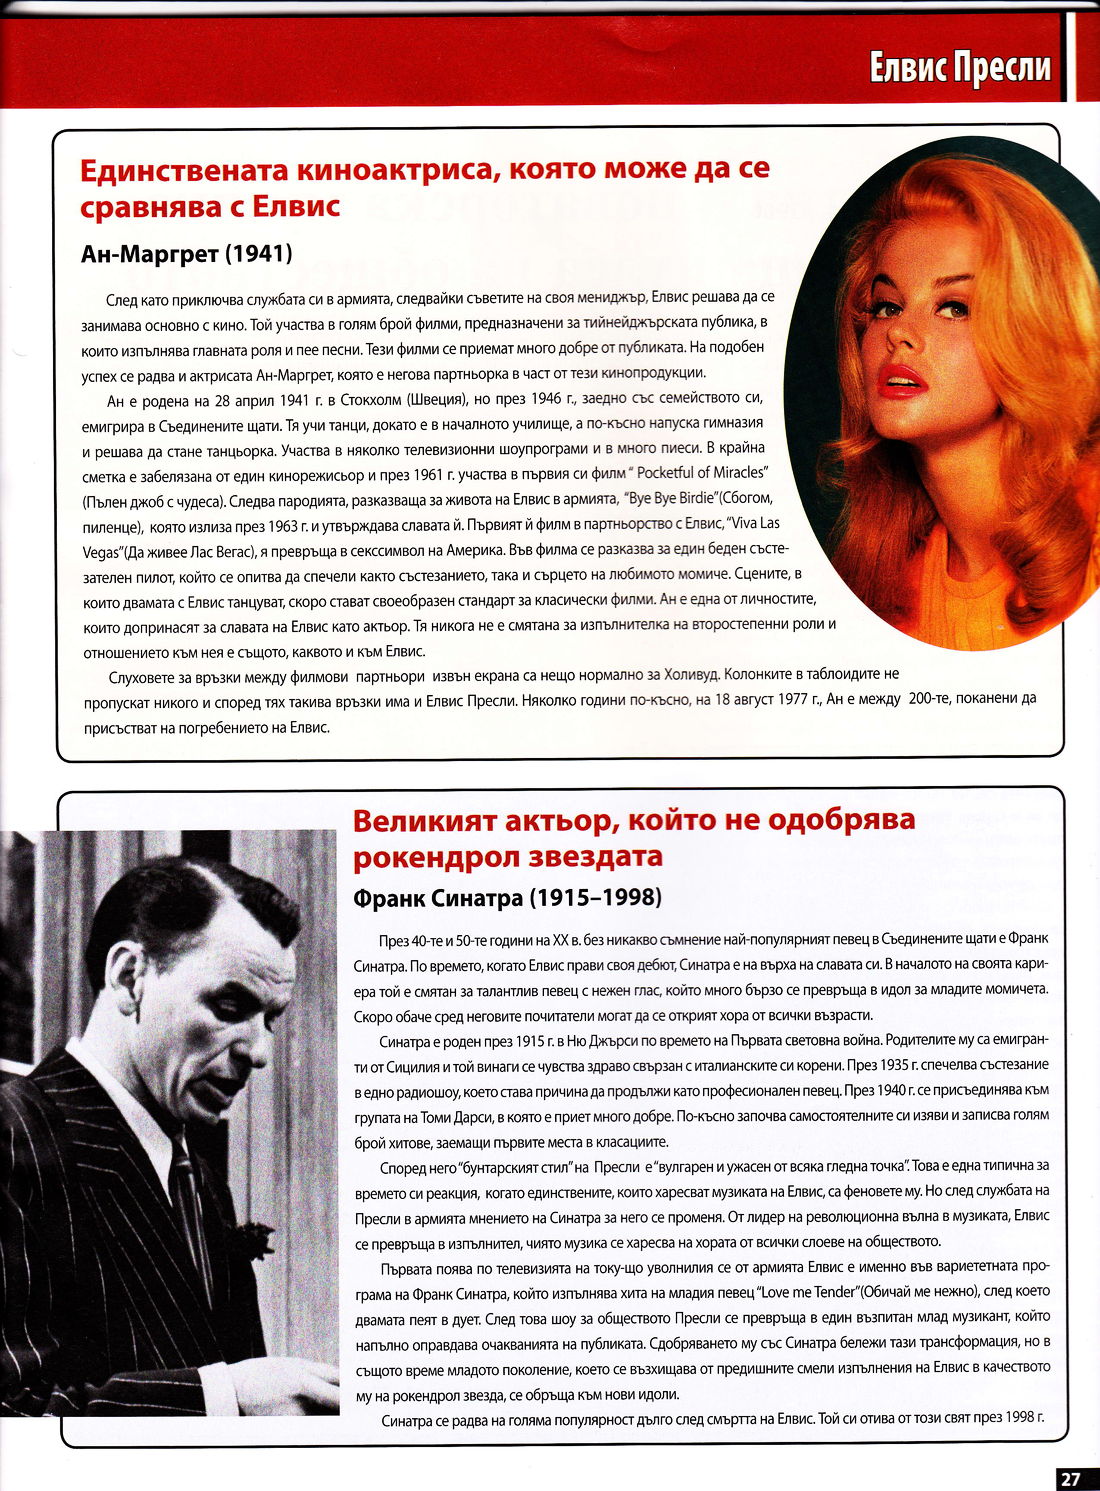 Елвис Пресли
Единствената киноактриса, която може да се
сравнява с Елвис
Ан-Маргрет (1941)
След като приключва службата си в армията, следвайки съветите на своя мениджър, Елвис решава да се
занимава основно с кино. Той участва в голям брой филми, предназначени за тийнейджърската публика, в
които изпълнява главната роля и пее песни. Тези филми се приемат много добре от публиката. На подобен
успех се радва и актрисата Ан-Маргрет, която е негова партньорка в част от тези кинопродукции.
Ан е родена на 28 април 1941 г. в Стокхолм (Швеция), но през 1946 г., заедно със семейството си,
емигрира в Съединените щати. Тя учи танци, докато е в началното училище, а по-късно напуска гимназия
и решава да стане танцьорка. Участва в няколко телевизионни шоупрограми и в много пиеси. В крайна
сметка е забелязана от един кинорежисьор и през 1961 г. участва в първия си филм “ Pocketful of Miracles”
(Пълен джоб с чудеса). Следва пародията, разказваща за живота на Елвис в армията, “Bye Bye Birdie”(Сбогом,
пиленце), която излиза през 1963 г. и утвърждава славата й. Първият й филм в партньорство с Елвис, “Viva Las
Vegas”(Да живее Лас Вегас), я превръща в секссимвол на Америка. Във филма се разказва за един беден състе-
зателен пилот, който се опитва да спечели както състезанието, така и сърцето на любимото момиче. Сцените, в
които двамата с Елвис танцуват, скоро стават своеобразен стандарт за класически филми. Ан е една от личностите,
които допринасят за славата на Елвис като актьор. Тя никога не е смятана за изпълнителка на второстепенни роли и
отношението към нея е същото, каквото и към Елвис.
Слуховете за връзки между филмови партньори извън екрана са нещо нормално за Холивуд. Колонките в таблоидите не
пропускат никого и според тях такива връзки има и Елвис Пресли. Няколко години по-късно, на 18 август 1977 г., Ан е между 200-те, поканени да
присъстват на погребението на Елвис.
Великият актьор, който не одобрява
рокендрол звездата
Франк Синатра (1915–1998)
През 40-те и 50-те години на XX в. без никакво съмнение най-популярният певец в Съединените щати е Франк
Синатра. По времето, когато Елвис прави своя дебют, Синатра е на върха на славата си. В началото на своята кари-
ера той е смятан за талантлив певец с нежен глас, който много бързо се превръща в идол за младите момичета.
Скоро обаче сред неговите почитатели могат да се открият хора от всички възрасти.
Синатра е роден през 1915 г. в Ню Джърси по времето на Първата световна война. Родителите му са емигран-
ти от Сицилия и той винаги се чувства здраво свързан с италианските си корени. През 1935 г. спечелва състезание
в едно радиошоу, което става причина да продължи като професионален певец. През 1940 г. се присъединява към
групата на Томи Дарси, в която е приет много добре. По-късно започва самостоятелните си изяви и записва голям
брой хитове, заемащи първите места в класациите.
Според него “бунтарският стил” на Пресли е “вулгарен и ужасен от всяка гледна точка”. Това е една типична за
времето си реакция, когато единствените, които харесват музиката на Елвис, са феновете му. Но след службата на
Пресли в армията мнението на Синатра за него се променя. От лидер на революционна вълна в музиката, Елвис
се превръща в изпълнител, чиято музика се харесва на хората от всички слоеве на обществото.
Първата поява по телевизията на току-що уволнилия се от армията Елвис е именно във вариететната про-
грама на Франк Синатра, който изпълнява хита на младия певец “Love me Tender”(Обичай ме нежно), след което
двамата пеят в дует. След това шоу за обществото Пресли се превръща в един възпитан млад музикант, който
напълно оправдава очакванията на публиката. Сдобряването му със Синатра бележи тази трансформация, но в
същото време младото поколение, което се възхищава от предишните смели изпълнения на Елвис в качеството
му на рокендрол звезда, се обръща към нови идоли.
Синатра се радва на голяма популярност дълго след смъртта на Елвис. Той си отива от този свят през 1998 г.
27